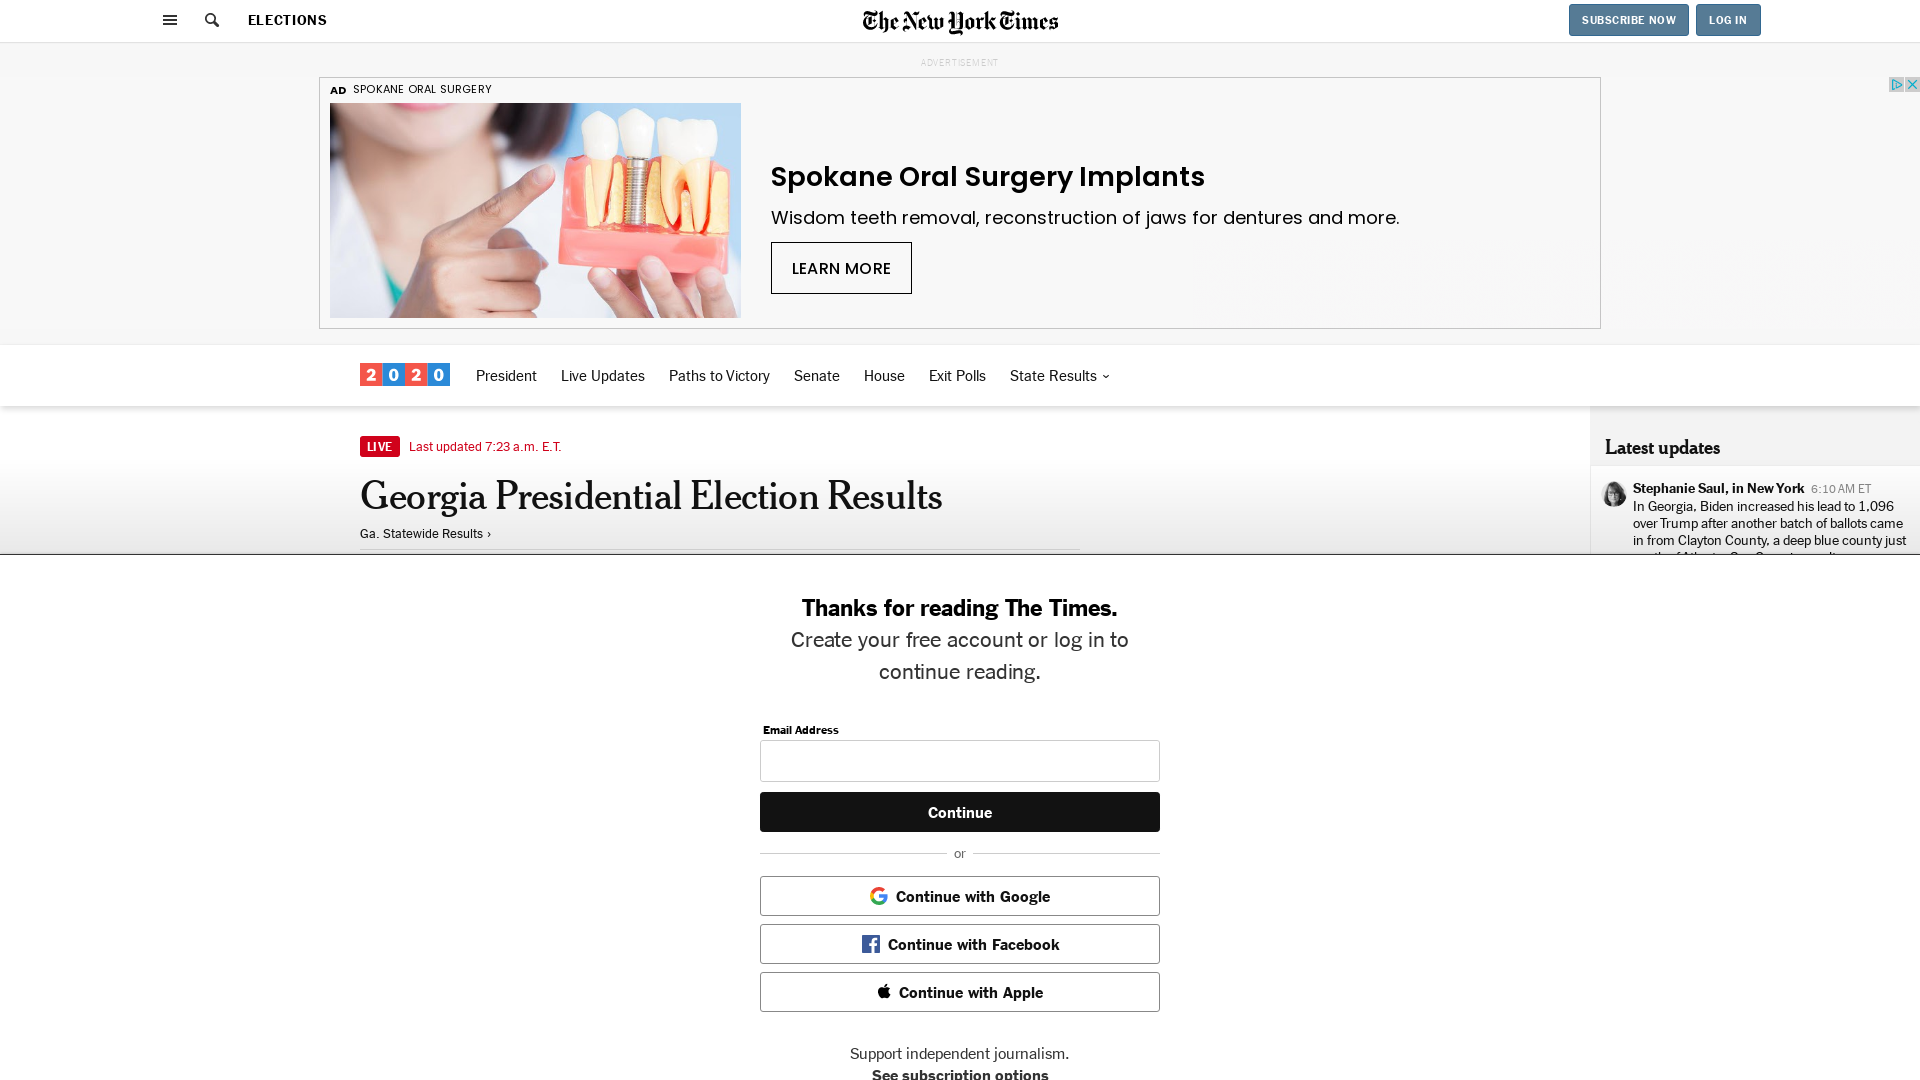 ELECTIONS
The New York Times
SUBSCRIBE NOW
LOG IN
ADVERTISEMENT
AD SPOKANE ORAL SURGERY
Spokane Oral Surgery Implants
Wisdom teeth removal, reconstruction of jaws for dentures and more.
LEARN MORE
2020
President
Live Updates
Paths to Victory
Senate
House
Exit Polls
State Results
LIVE Last updated 7:23 a.m. E.T.
Georgia Presidential Election Results
Ga. Statewide Results ›
Latest updates
Stephanie Saul, in New York 6:10 AM ET
In Georgia, Biden increased his lead to 1,096
over Trump after another batch of ballots came
in from Clayton County, a deep blue county just
Thanks for reading The Times.
Create your free account or log in to
continue reading.
Email Address
Continue
or
Continue with Google
Continue with Facebook
Continue with Apple
Support independent journalism.
See subscription options